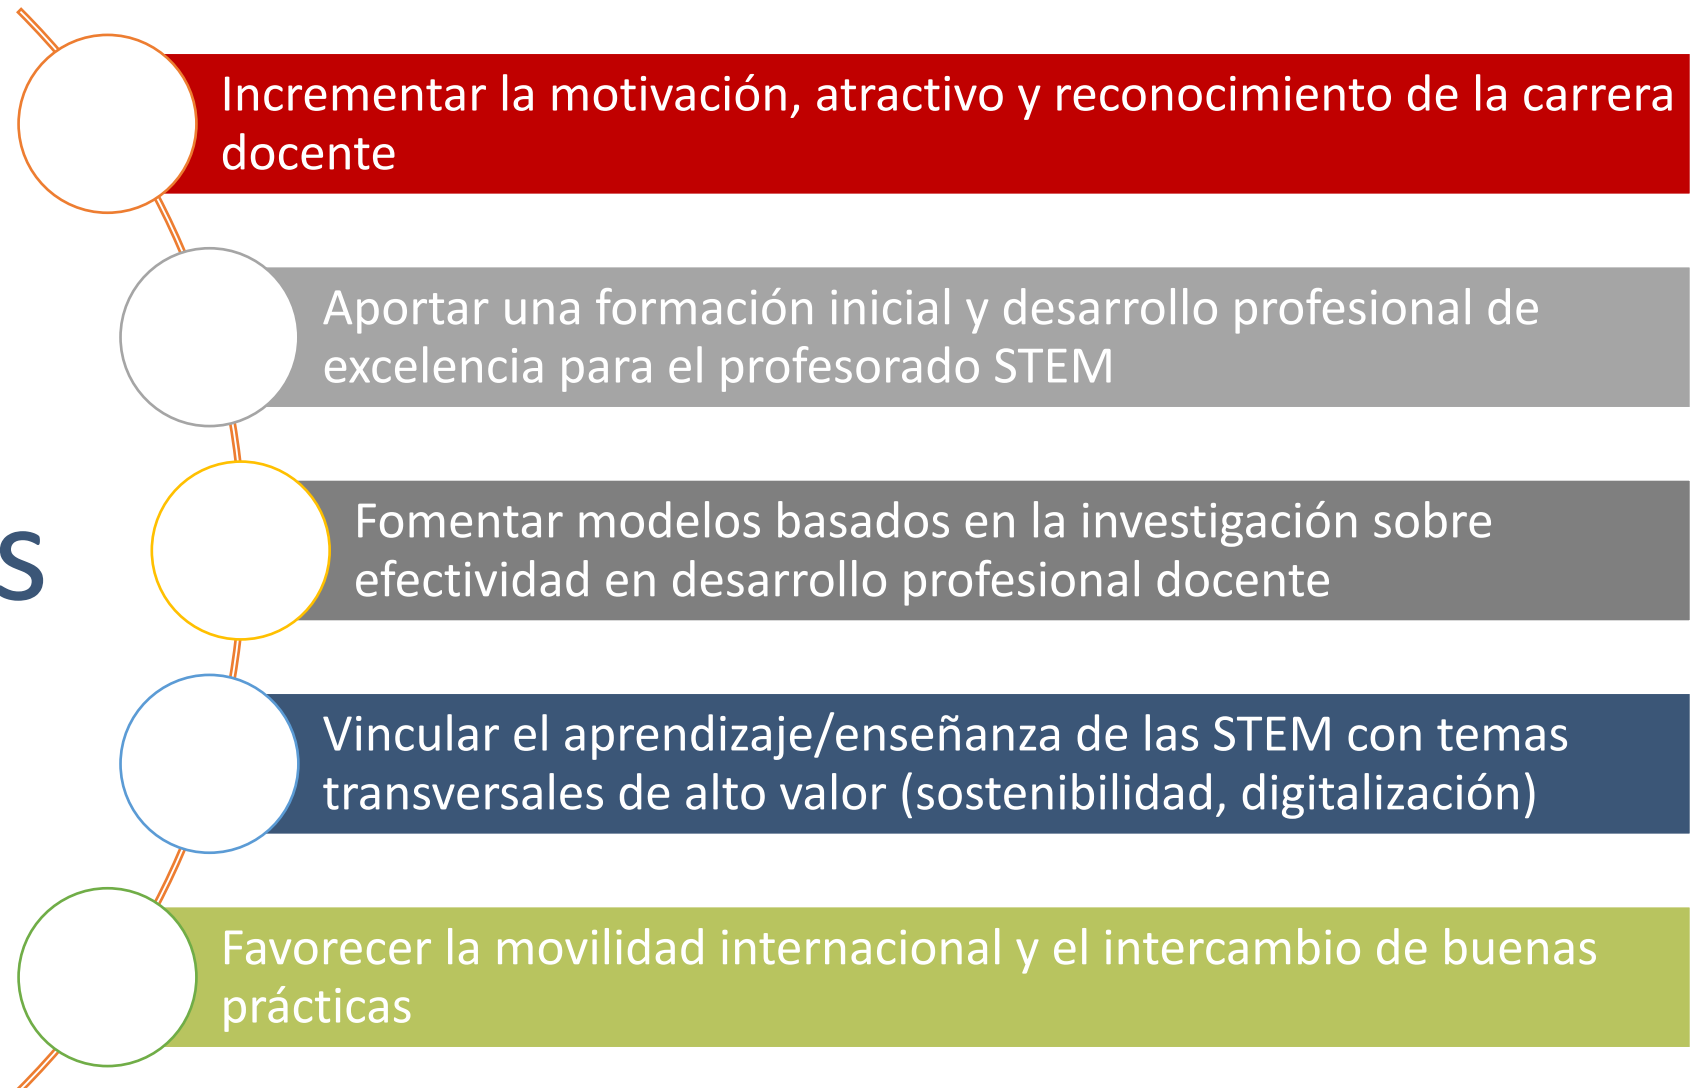 Incrementar la motivación, atractivo y reconocimiento de la carrera
docente
Aportar una formación inicial y desarrollo profesional de
excelencia para el profesorado STEM
s
Fomentar modelos basados en la investigación sobre
efectividad en desarrollo profesional docente
Vincular el aprendizaje/enseñanza de las STEM con temas
transversales de alto valor (sostenibilidad, digitalización)
Favorecer la movilidad internacional y el intercambio de buenas
prácticas